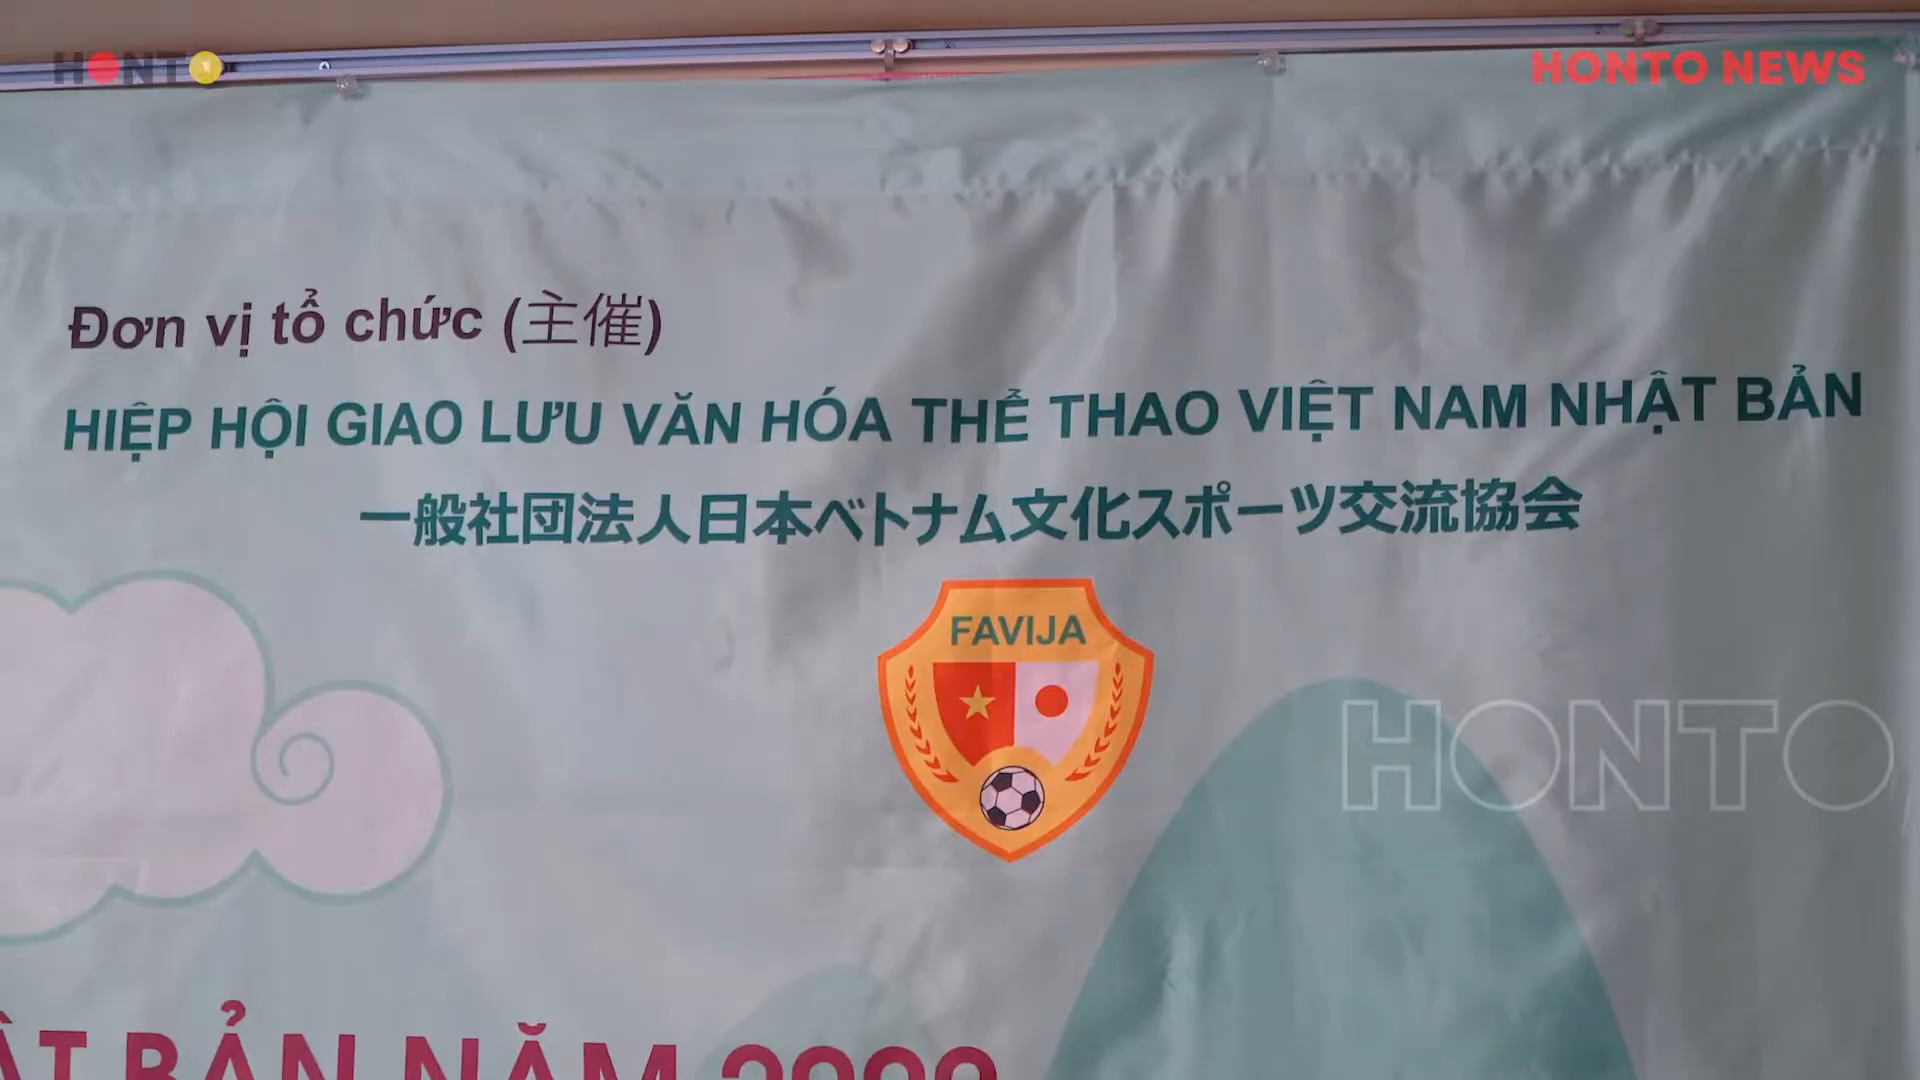 HONTO
HONTO NEWS
Đơn vị tổ chức (主催)
HIỆP HỘI GIAO LƯU VĂN HÓA THỂ THAO VIỆT NAM NHẬT BẢN
一般社団法人日本ベトナム文化スポーツ交流協会
FAVIJA
HONTO
BẢN NĂM